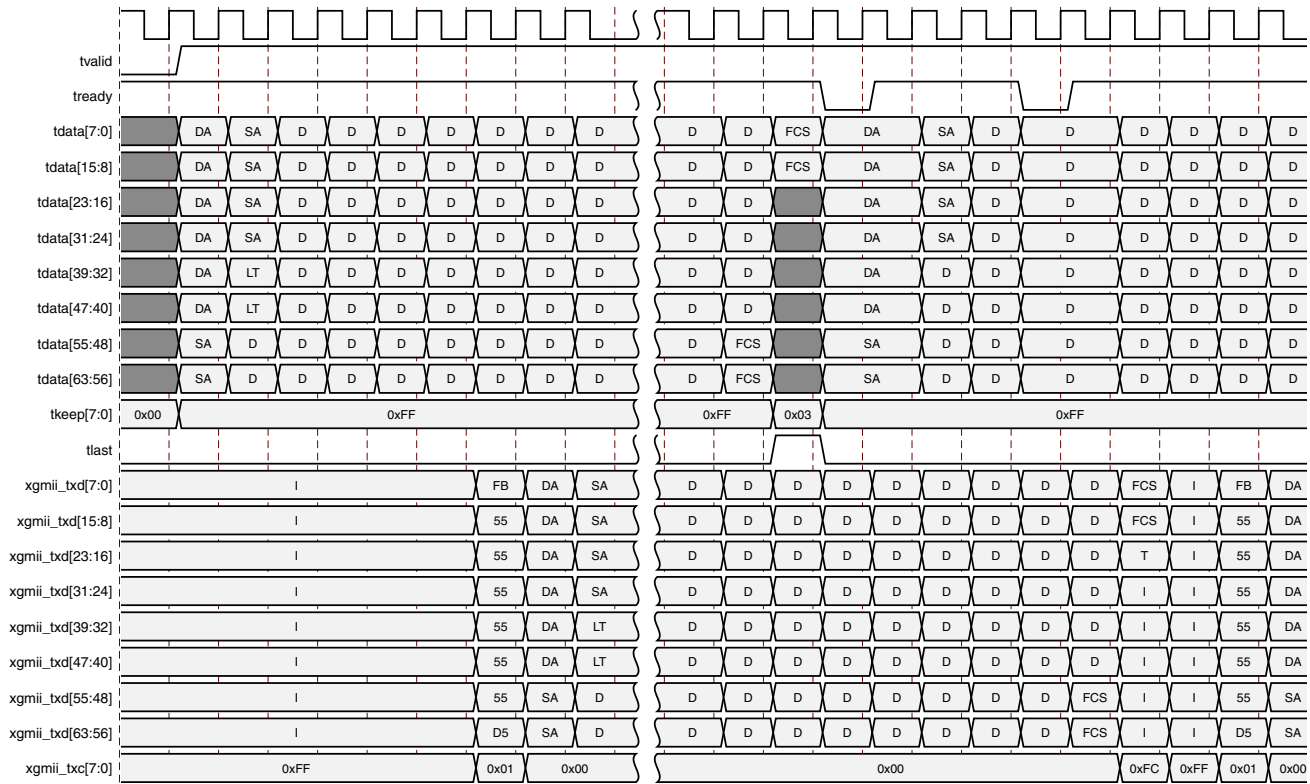 tvalid
tready
tdata[7:0] DA SA D D D D D D D D D FCS DA SA D D D D D D
tdata[15:8] DA SA D D D D D D D D D FCS DA SA D D D D D D
tdata[23:16] DA SA D D D D D D D D D DA SA D D D D D D
tdata[31:24] DA SA D D D D D D D D D DA SA D D D D D D
tdata[39:32] DA LT D D D D D D D D D DA D D D D D D D
tdata[47:40] DA LT D D D D D D D D D DA D D D D D D D
tdata[55:48] SA D D D D D D D D D FCS SA D D D D D D D
tdata[63:56] SA D D D D D D D D D FCS SA D D D D D D D
tkeep[7:0] 0x00 0xFF 0xFF 0x03 0xFF
tlast
xgmii_txd[7:0] I FB DA SA D D D D D D D D D FCS I FB DA
xgmii_txd[15:8] I 55 DA SA D D D D D D D D D FCS I 55 DA
xgmii_txd[23:16] I 55 DA SA D D D D D D D D D T I 55 DA
xgmii_txd[31:24] I 55 DA SA D D D D D D D D D I I 55 DA
xgmii_txd[39:32] I 55 DA LT D D D D D D D D D I I 55 DA
xgmii_txd[47:40] I 55 DA LT D D D D D D D D D I I 55 DA
xgmii_txd[55:48] I 55 SA D D D D D D D D D FCS I I 55 SA
xgmii_txd[63:56] I D5 SA D D D D D D D D D FCS I I D5 SA
xgmii_txc[7:0] 0xFF 0x01 0x00 0x00 0xFC 0xFF 0x01 0x00